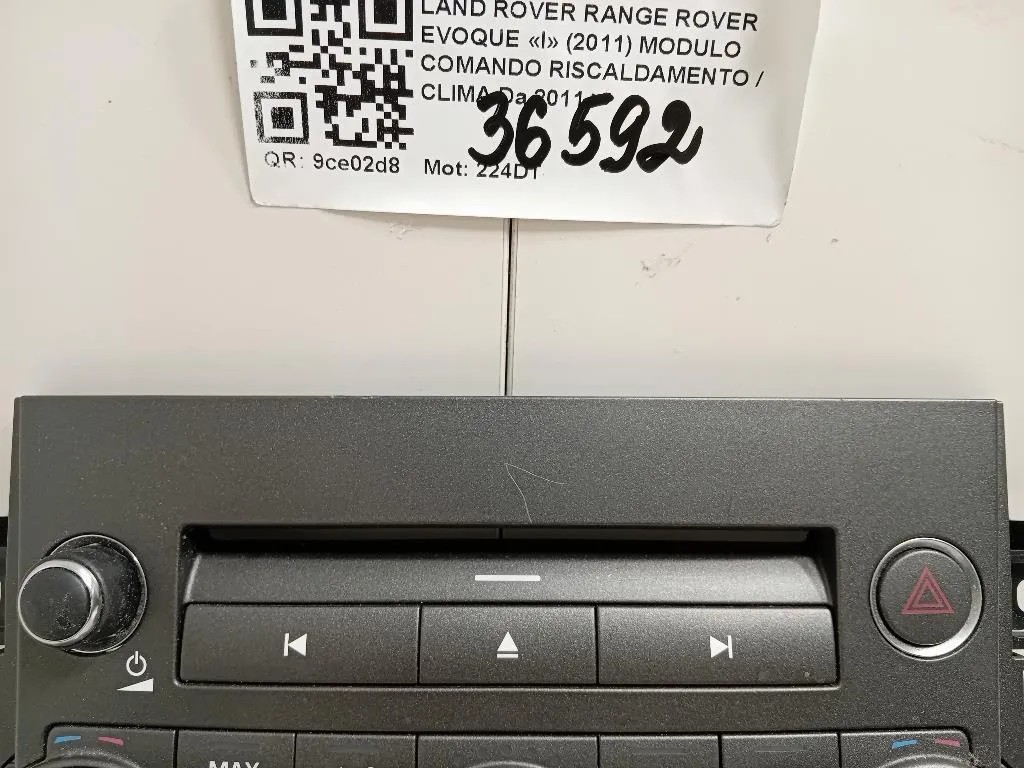 LAND ROVER RANGE ROVER
EVOQUE «I» (2011) MODULO
COMANDO RISCALDAMENTO /
CLIMA Da 2011
36592
QR: 9ce02d8 Mot: 224DT
MAX